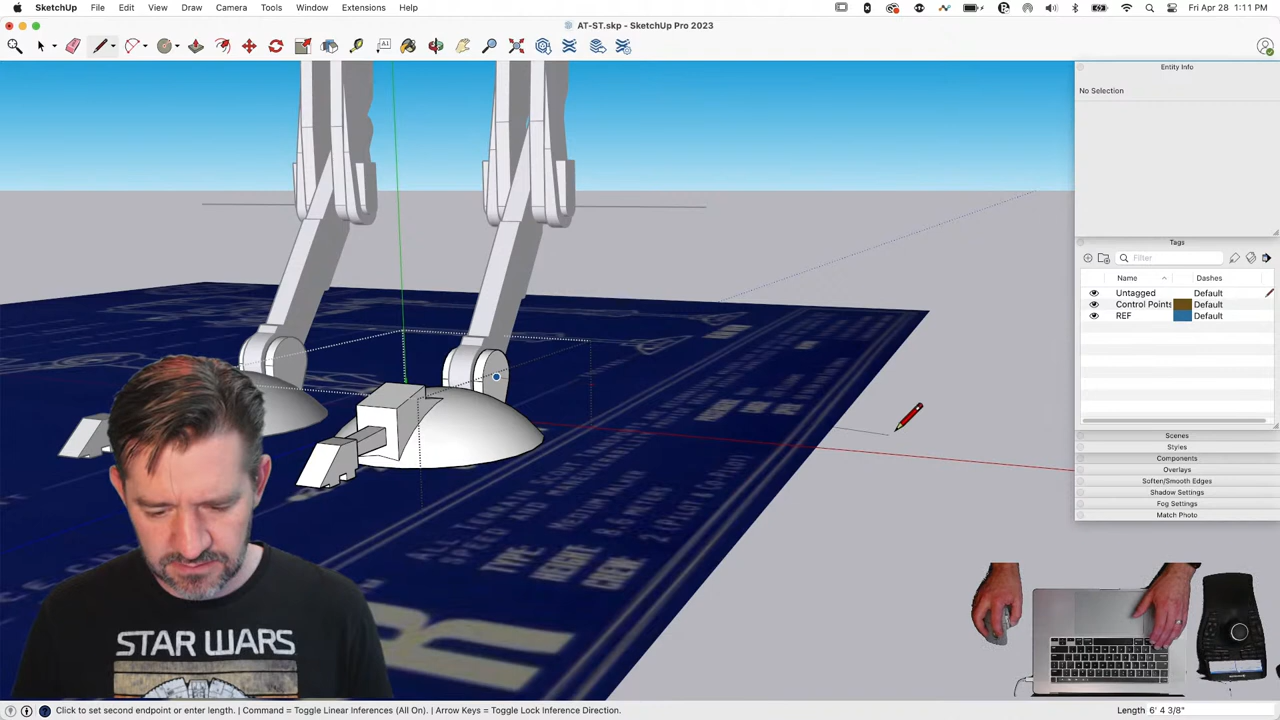 SketchUp File Edit View Draw Camera Tools Window Extensions Help
Fri Apr 28 1:11 PM
AT-ST.skp - SketchUp Pro 2023
Entity Info
No Selection
Tags
Filter
Name Dashes
Untagged Default
Control Points Default
REF Default
Scenes
Styles
Components
Overlays
Soften/Smooth Edges
Shadow Settings
Fog Settings
Match Photo
TYPE
HEIGHT
CREW
STAR WARS
Click to set second endpoint or enter length. | Command = Toggle Linear Inferences (All On). | Arrow Keys = Toggle Lock Inference Direction.
Length 6' 4 3/8"